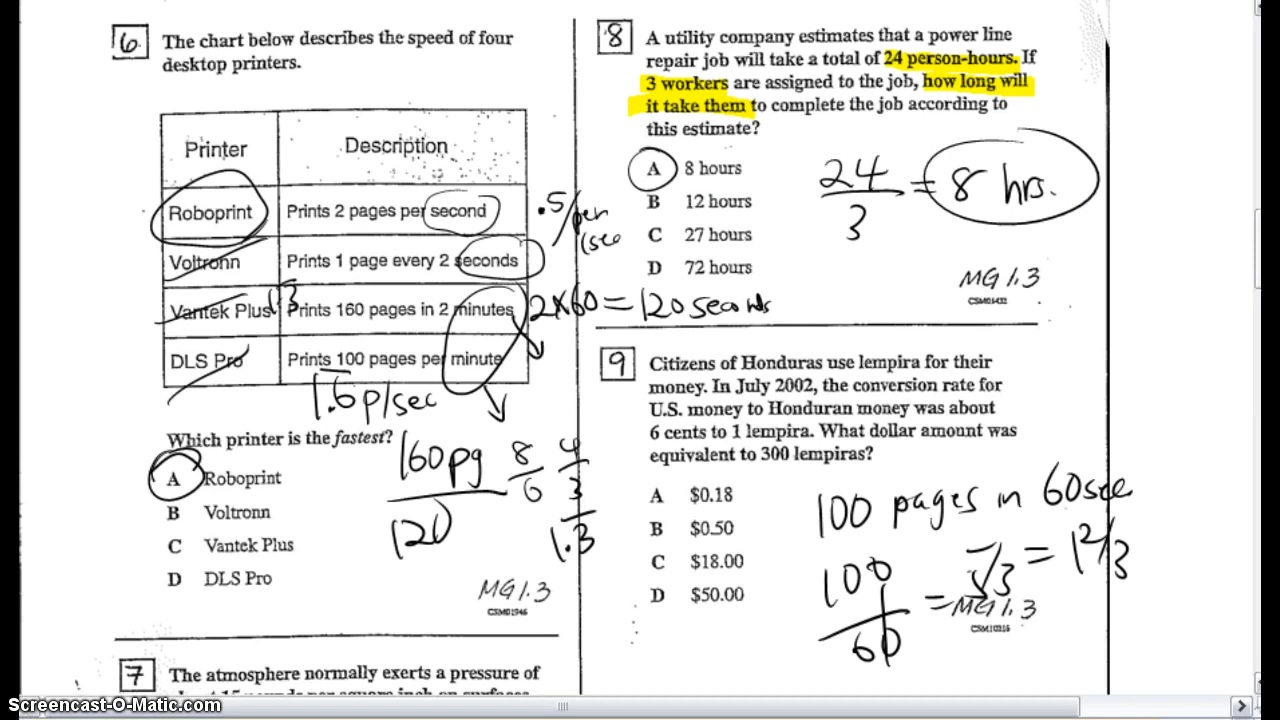 6
The chart below describes the speed of four
desktop printers.
Printer Description
Roboprint Prints 2 pages per second
.5/per
sec
Voltronn Prints 1 page every 2 seconds
Vantek Plus 1.3 Prints 160 pages in 2 minutes
2x60=120 seconds
DLS Pro Prints 100 pages per minute
1.6p/sec
Which printer is the fastest?
A Roboprint
B Voltronn
C Vantek Plus
D DLS Pro
160pg
120
8
6
4
3
1.3
MG1.3
CSM01946
7
The atmosphere normally exerts a pressure of
8
A utility company estimates that a power line
repair job will take a total of 24 person-hours. If
3 workers are assigned to the job, how long will
it take them to complete the job according to
this estimate?
A 8 hours
B 12 hours
C 27 hours
D 72 hours
24
3
= 8 hrs.
MG1.3
9
Citizens of Honduras use lempira for their
money. In July 2002, the conversion rate for
U.S. money to Honduran money was about
6 cents to 1 lempira. What dollar amount was
equivalent to 300 lempiras?
A $0.18
B $0.50
C $18.00
D $50.00
100 pages in 60sec
100
60
= 5/3 = 1 2/3
MG1.3
Screencast-O-Matic.com